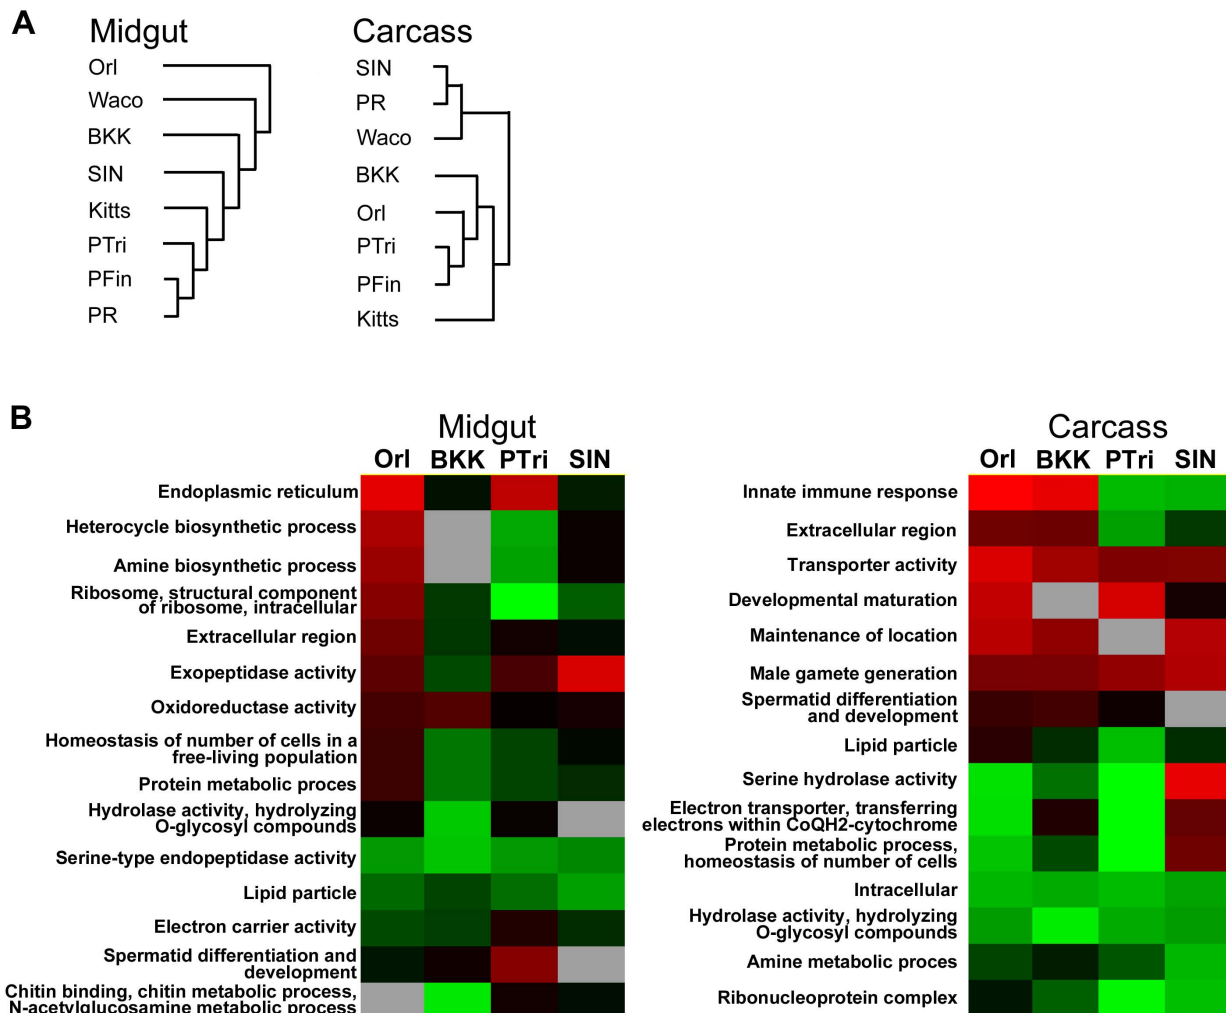 A
Midgut
Orl
Waco
BKK
SIN
Kitts
PTri
PFin
PR
Carcass
SIN
PR
Waco
BKK
Orl
PTri
PFin
Kitts
B
Midgut
Orl BKK PTri SIN
Endoplasmic reticulum
Heterocycle biosynthetic process
Amine biosynthetic process
Ribosome, structural component
of ribosome, intracellular
Extracellular region
Exopeptidase activity
Oxidoreductase activity
Homeostasis of number of cells in a
free-living population
Protein metabolic proces
Hydrolase activity, hydrolyzing
O-glycosyl compounds
Serine-type endopeptidase activity
Lipid particle
Electron carrier activity
Spermatid differentiation and
development
Chitin binding, chitin metabolic process,
N-acetylglucosamine metabolic process
Carcass
Orl BKK PTri SIN
Innate immune response
Extracellular region
Transporter activity
Developmental maturation
Maintenance of location
Male gamete generation
Spermatid differentiation
and development
Lipid particle
Serine hydrolase activity
Electron transporter, transferring
electrons within CoQH2-cytochrome
Protein metabolic process,
homeostasis of number of cells
Intracellular
Hydrolase activity, hydrolyzing
O-glycosyl compounds
Amine metabolic proces
Ribonucleoprotein complex